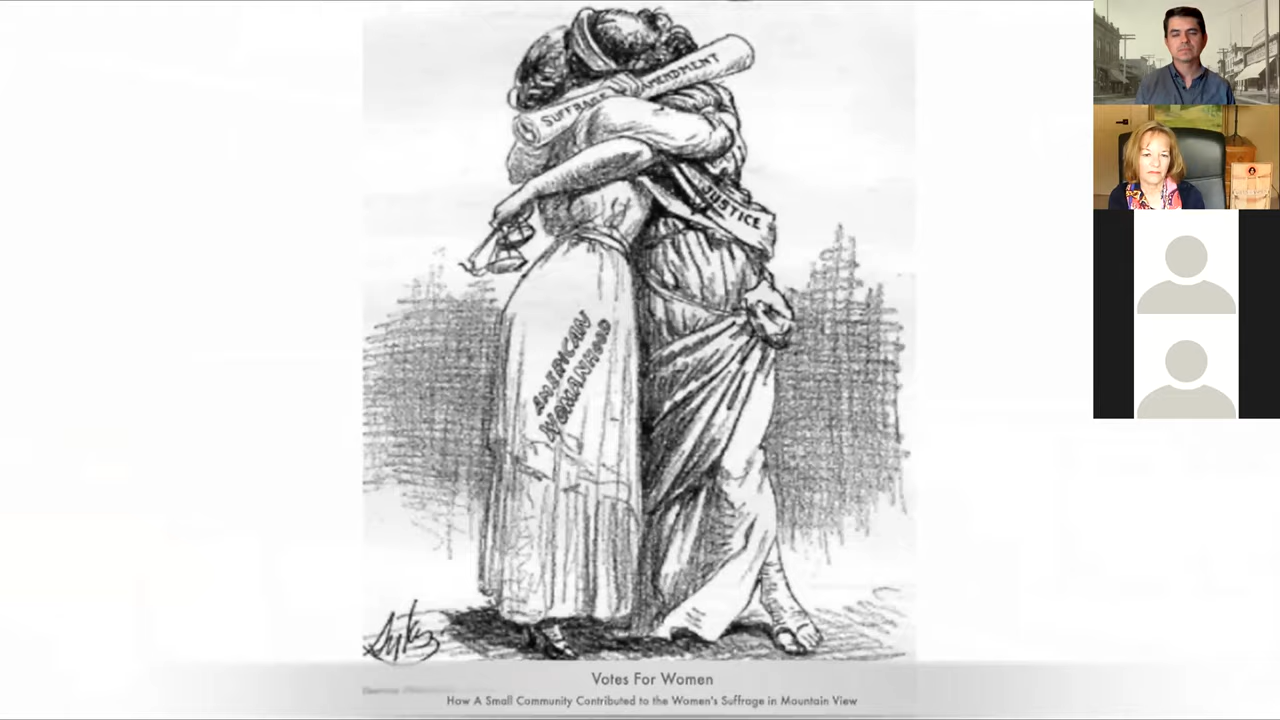 SUFFRAGE AMENDMENT
JUSTICE
AMERICAN
WOMANHOOD
Votes For Women
How A Small Community Contributed to the Women's Suffrage in Mountain View